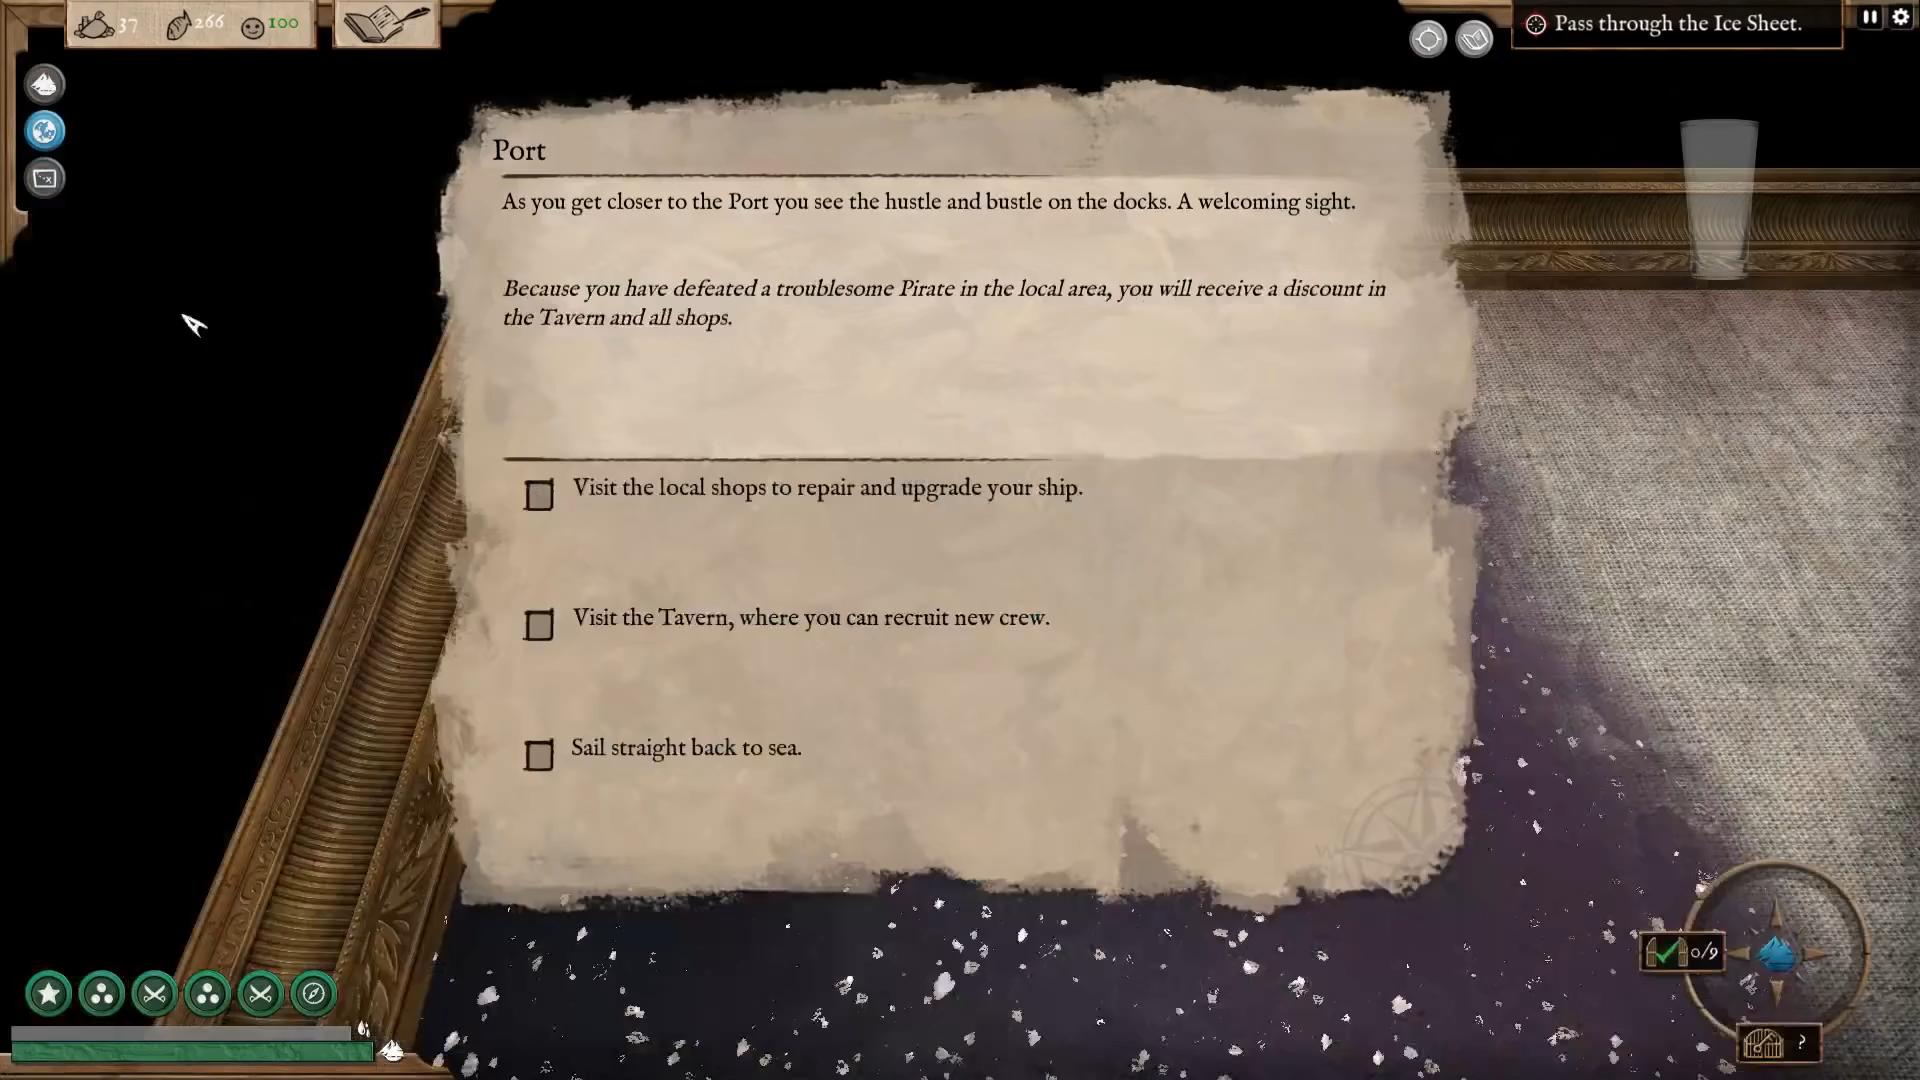 37 266 100
Pass through the Ice Sheet.
Port
As you get closer to the Port you see the hustle and bustle on the docks. A welcoming sight.
Because you have defeated a troublesome Pirate in the local area, you will receive a discount in
the Tavern and all shops.
Visit the local shops to repair and upgrade your ship.
Visit the Tavern, where you can recruit new crew.
Sail straight back to sea.
0/9
?